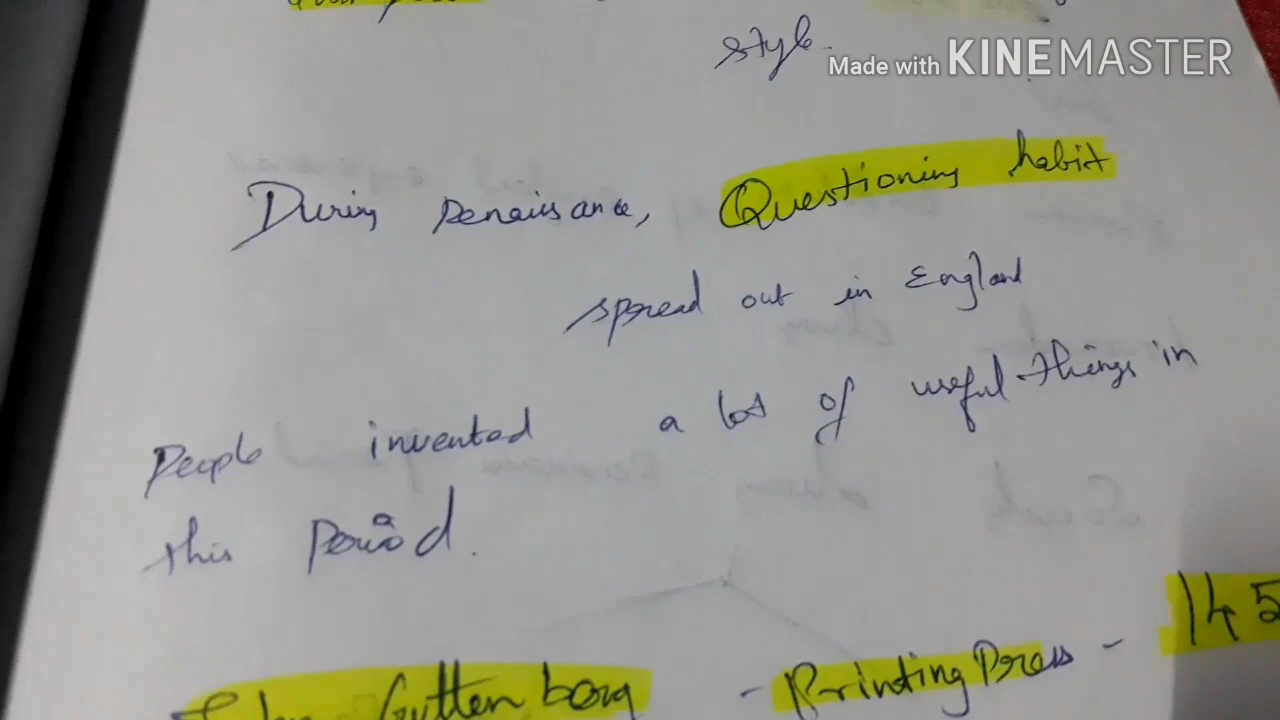 style.
Made with KINEMASTER
During renaissance, Questioning habit
spread out in England
People invented a lot of useful things in
this Period.
Guttenberg - Printing Press - 145